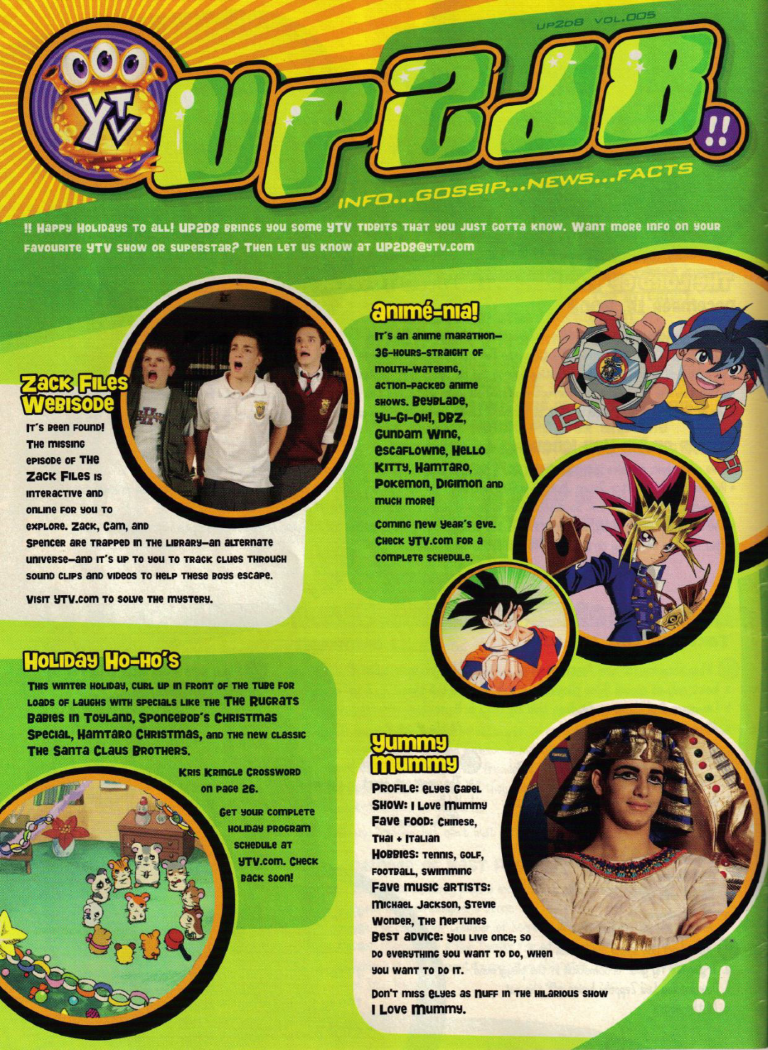 UP2D8 VOL.005
YTV
UP2D8!!
INFO...GOSSIP...NEWS...FACTS
!! Happy Holidays to all! UP2D8 brings you some YTV tidbits that you just gotta know. Want more info on your
favourite YTV show or superstar? Then let us know at UP2D8@ytv.com
Zack Files
Webisode
It's been found!
The missing
episode of The
Zack Files is
interactive and
online for you to
explore. Zack, Cam, and
Spencer are trapped in the library—an alternate
universe—and it's up to you to track clues through
sound clips and videos to help these boys escape.
Visit YTV.com to solve the mystery.
Animé-nia!
It's an anime marathon—
36-hours-straight of
mouth-watering,
action-packed anime
shows. Beyblade,
Yu-Gi-Oh!, DBZ,
Gundam Wing,
Escaflowne, Hello
Kitty, Hamtaro,
Pokemon, Digimon and
much more!
Coming New Year's Eve.
Check YTV.com for a
complete schedule.
Holiday Ho-Ho's
This winter holiday, curl up in front of the tube for
loads of laughs with specials like the The Rugrats
Babies in Toyland, Spongebob's Christmas
Special, Hamtaro Christmas, and the new classic
The Santa Claus Brothers.
Kris Kringle Crossword
on page 26.
Get your complete
holiday program
schedule at
YTV.com. Check
back soon!
Yummy
Mummy
Profile: Elyes Gabel
Show: I Love Mummy
Fave food: Chinese,
Thai + Italian
Hobbies: tennis, golf,
football, swimming
Fave music artists:
Michael Jackson, Stevie
Wonder, The Neptunes
Best advice: You live once; so
do everything you want to do, when
you want to do it.
Don't miss Elyes as Nuff in the hilarious show
I Love Mummy.
!!